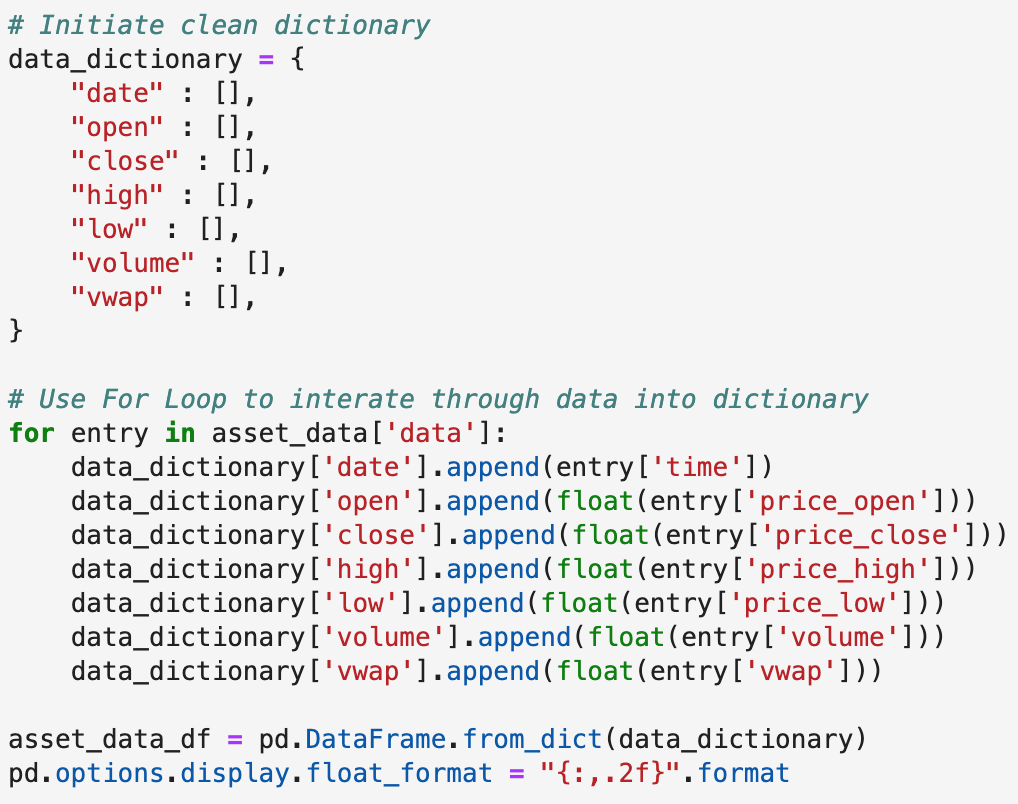 # Initiate clean dictionary
data_dictionary = {
    "date" : [],
    "open" : [],
    "close" : [],
    "high" : [],
    "low" : [],
    "volume" : [],
    "vwap" : [],
}

# Use For Loop to interate through data into dictionary
for entry in asset_data['data']:
    data_dictionary['date'].append(entry['time'])
    data_dictionary['open'].append(float(entry['price_open']))
    data_dictionary['close'].append(float(entry['price_close']))
    data_dictionary['high'].append(float(entry['price_high']))
    data_dictionary['low'].append(float(entry['price_low']))
    data_dictionary['volume'].append(float(entry['volume']))
    data_dictionary['vwap'].append(float(entry['vwap']))

asset_data_df = pd.DataFrame.from_dict(data_dictionary)
pd.options.display.float_format = "{:,.2f}".format